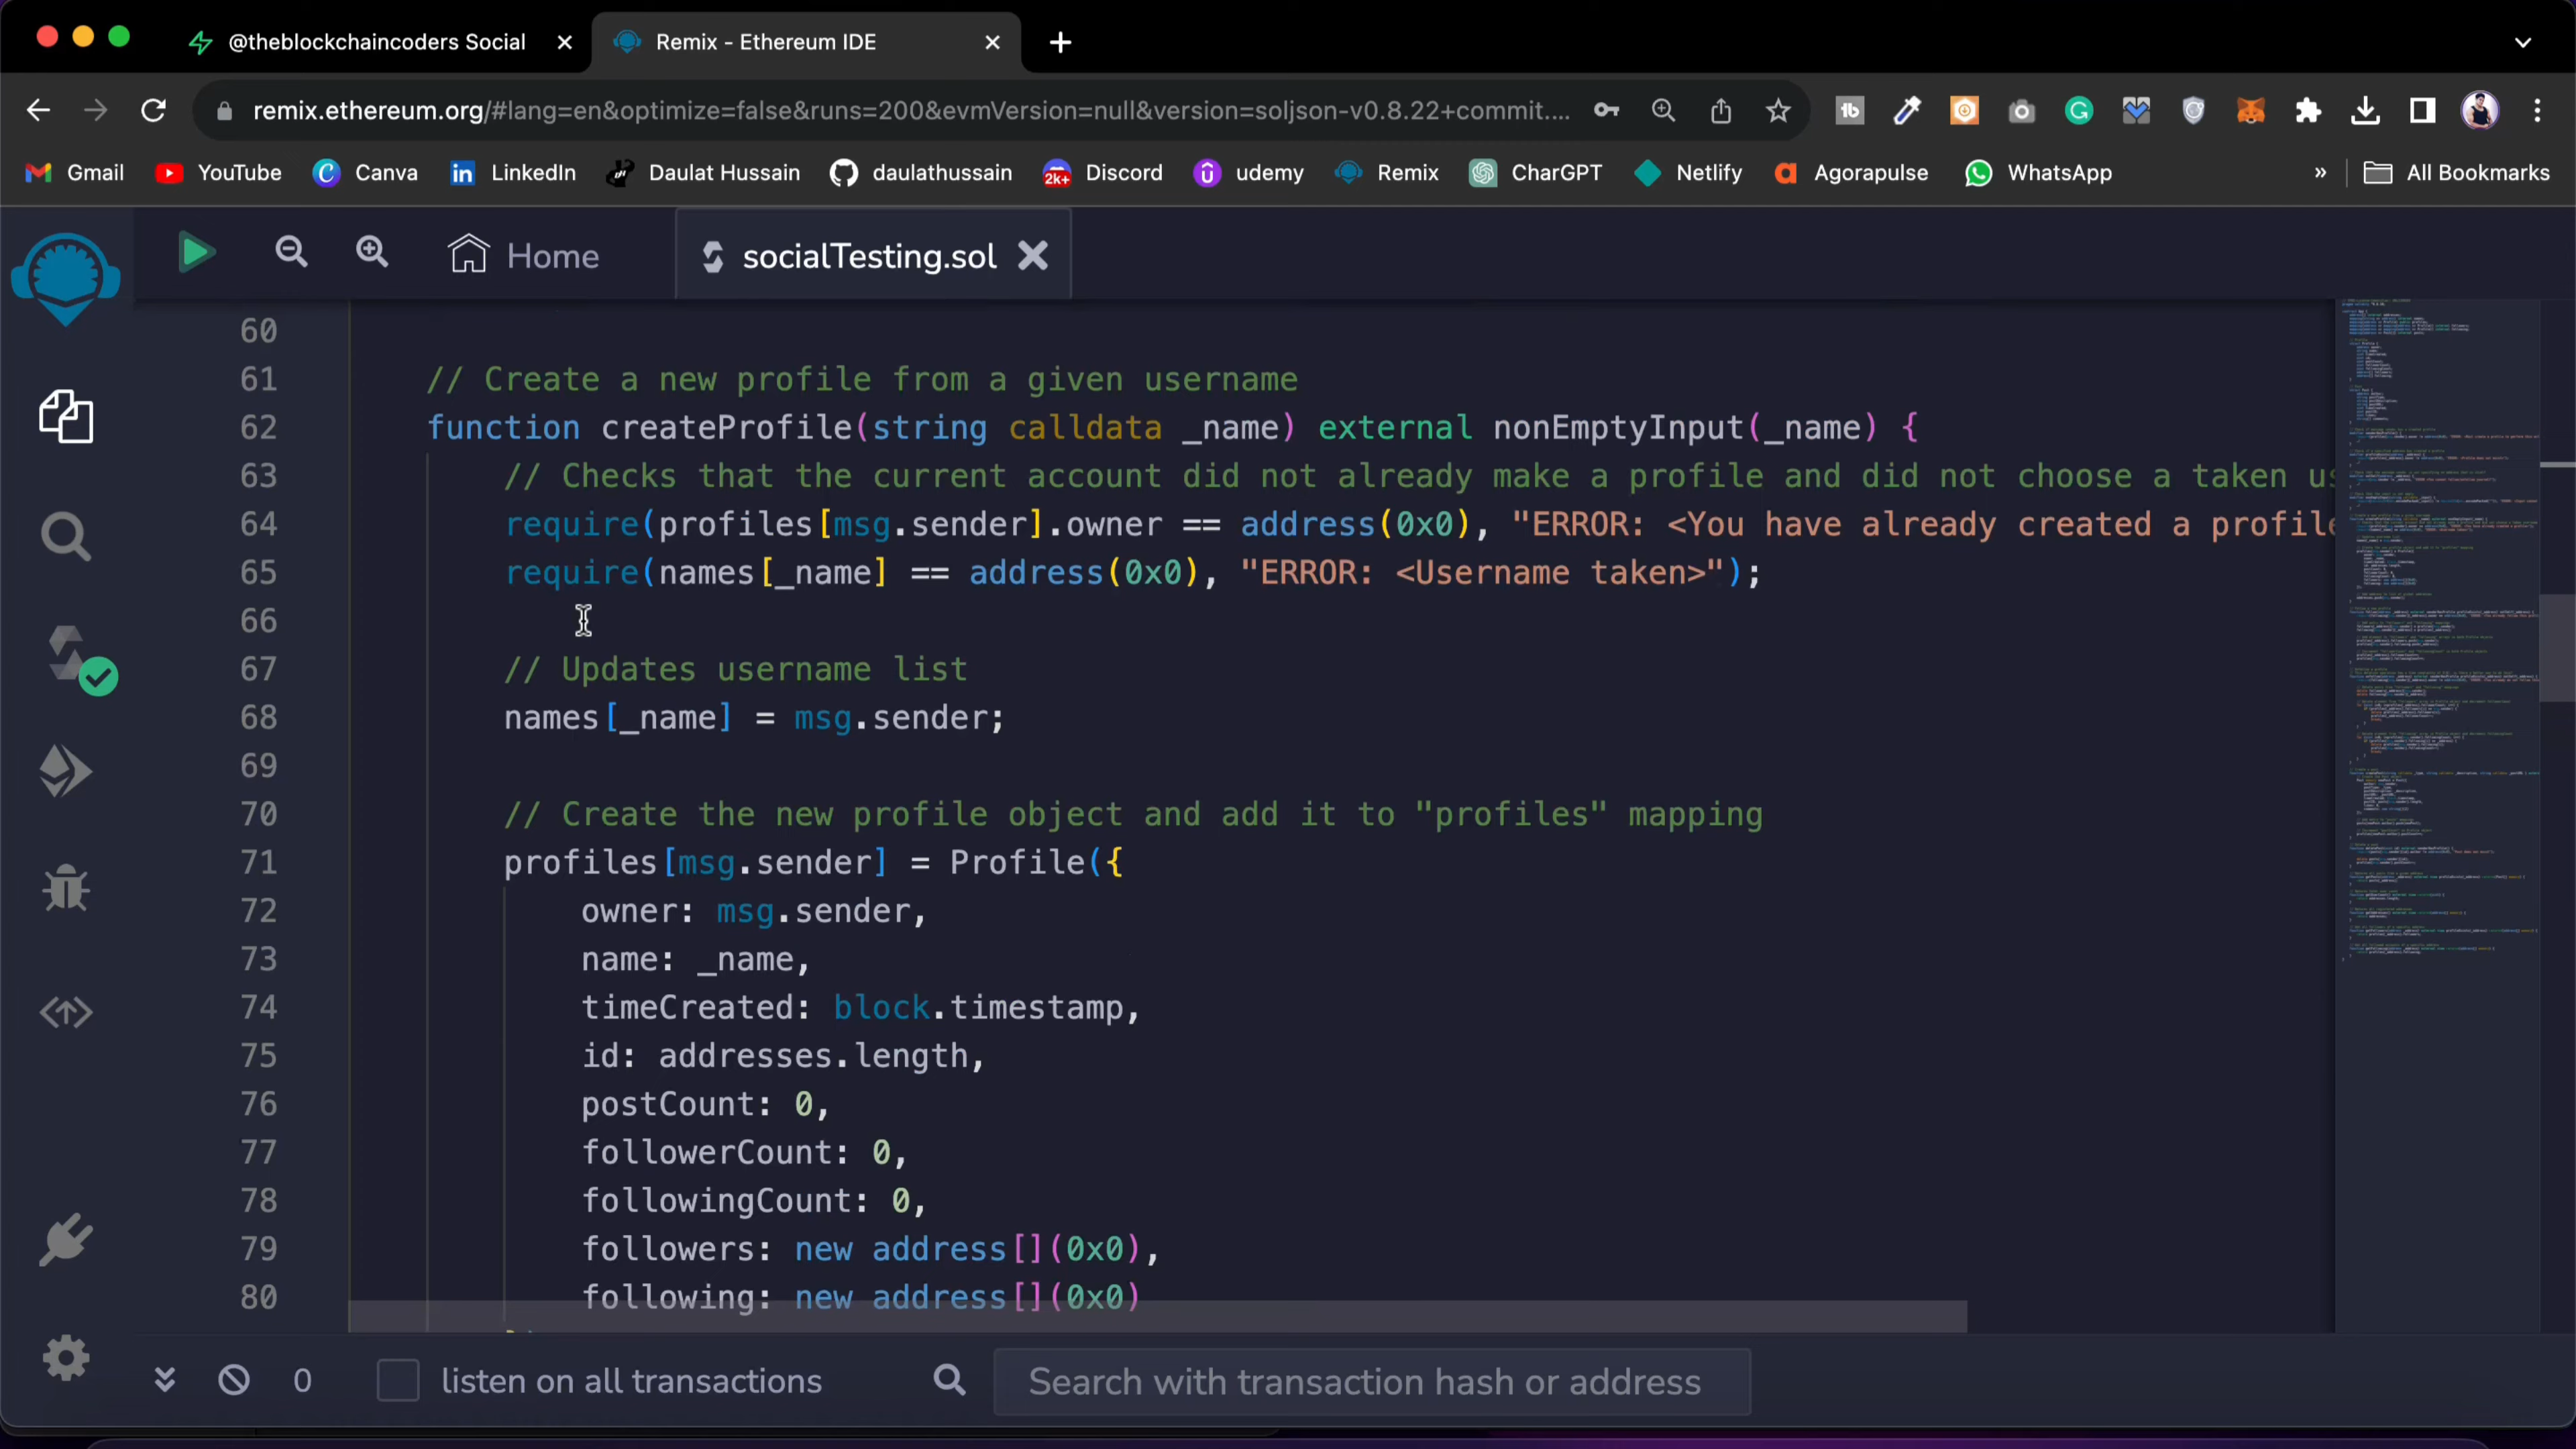 @theblockchaincoders Social
Remix - Ethereum IDE
remix.ethereum.org/#lang=en&optimize=false&runs=200&evmVersion=null&version=soljson-v0.8.22+commit....
Gmail YouTube Canva LinkedIn Daulat Hussain daulathussain Discord udemy Remix CharGPT Netlify Agorapulse WhatsApp » All Bookmarks
Home socialTesting.sol
60
61 // Create a new profile from a given username
62 function createProfile(string calldata _name) external nonEmptyInput(_name) {
63 // Checks that the current account did not already make a profile and did not choose a taken us
64 require(profiles[msg.sender].owner == address(0x0), "ERROR: <You have already created a profile
65 require(names[_name] == address(0x0), "ERROR: <Username taken>");
66
67 // Updates username list
68 names[_name] = msg.sender;
69
70 // Create the new profile object and add it to "profiles" mapping
71 profiles[msg.sender] = Profile({
72 owner: msg.sender,
73 name: _name,
74 timeCreated: block.timestamp,
75 id: addresses.length,
76 postCount: 0,
77 followerCount: 0,
78 followingCount: 0,
79 followers: new address[](0x0),
80 following: new address[](0x0)
0 listen on all transactions Search with transaction hash or address